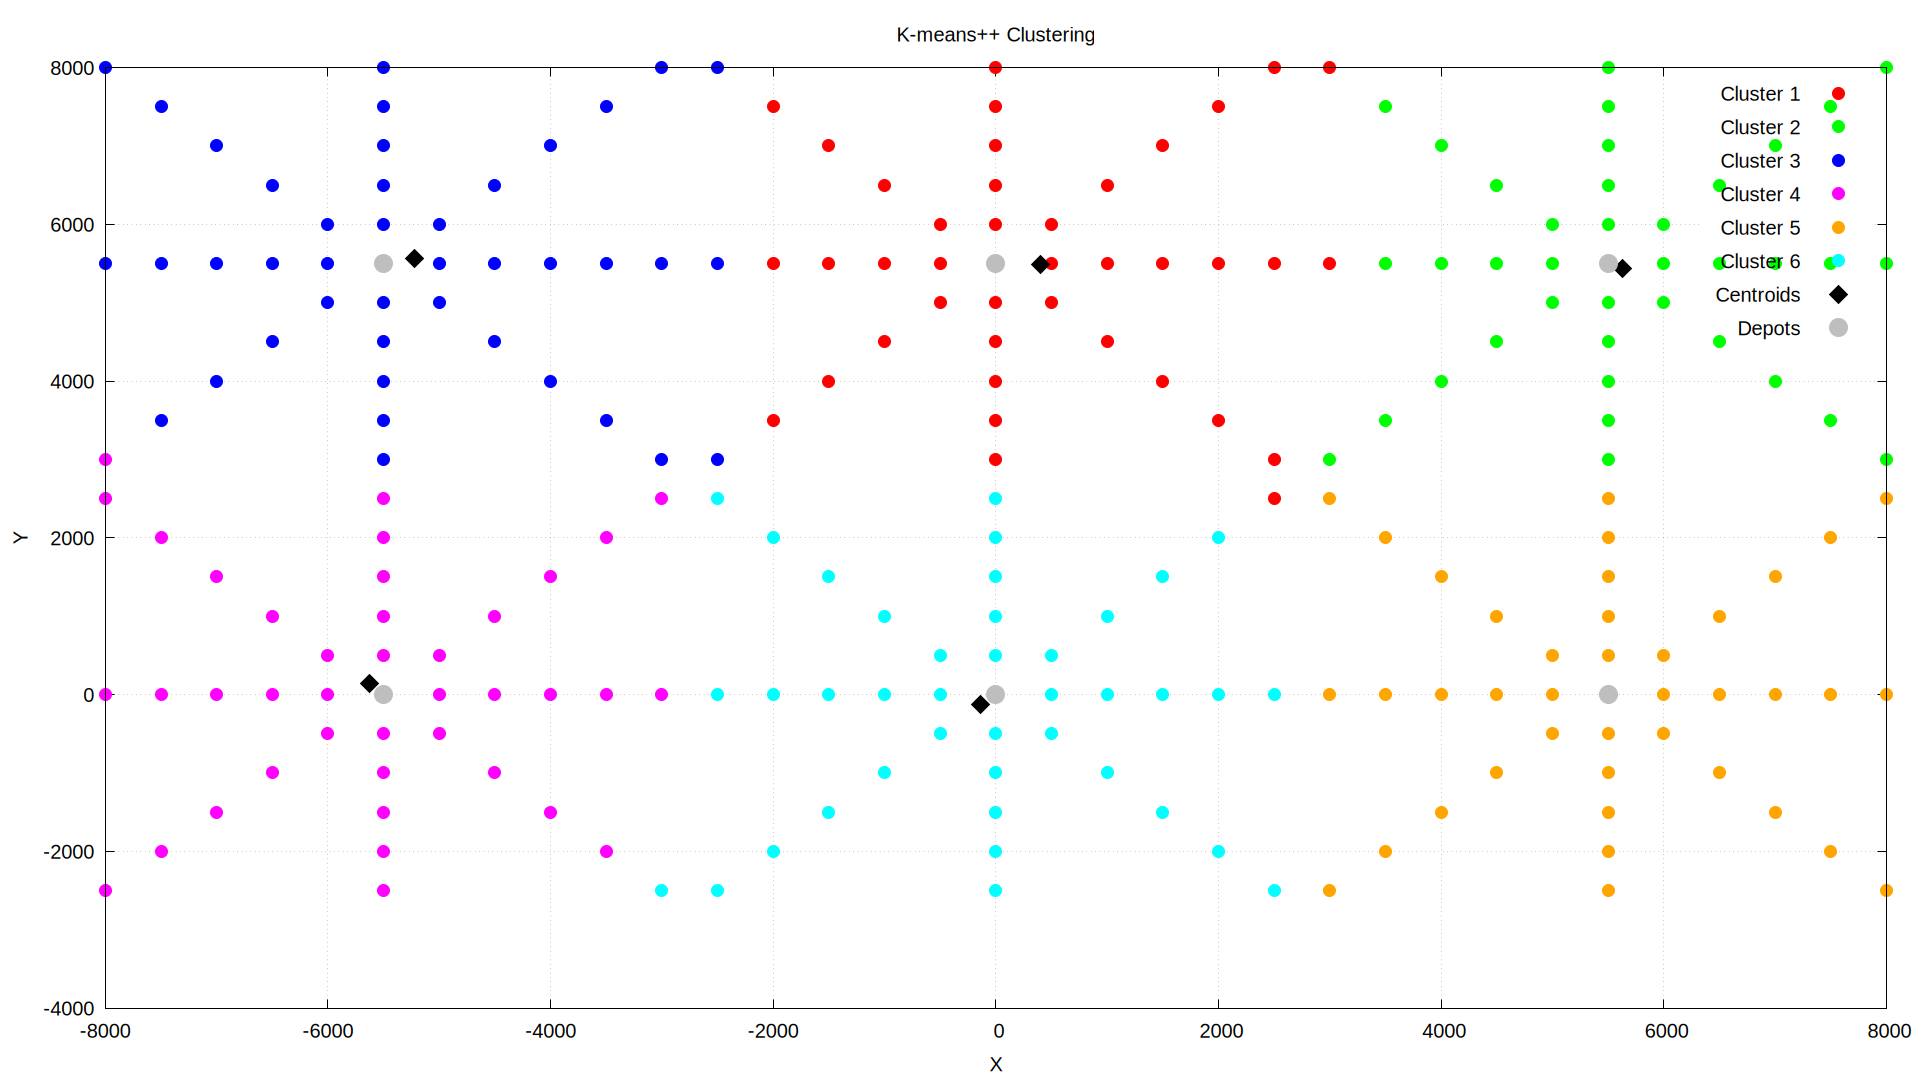 K-means++ Clustering
8000
6000
4000
2000
0
-2000
-4000
Y
Cluster 1
Cluster 2
Cluster 3
Cluster 4
Cluster 5
Cluster 6
Centroids
Depots
-8000 -6000 -4000 -2000 0 2000 4000 6000 8000
X